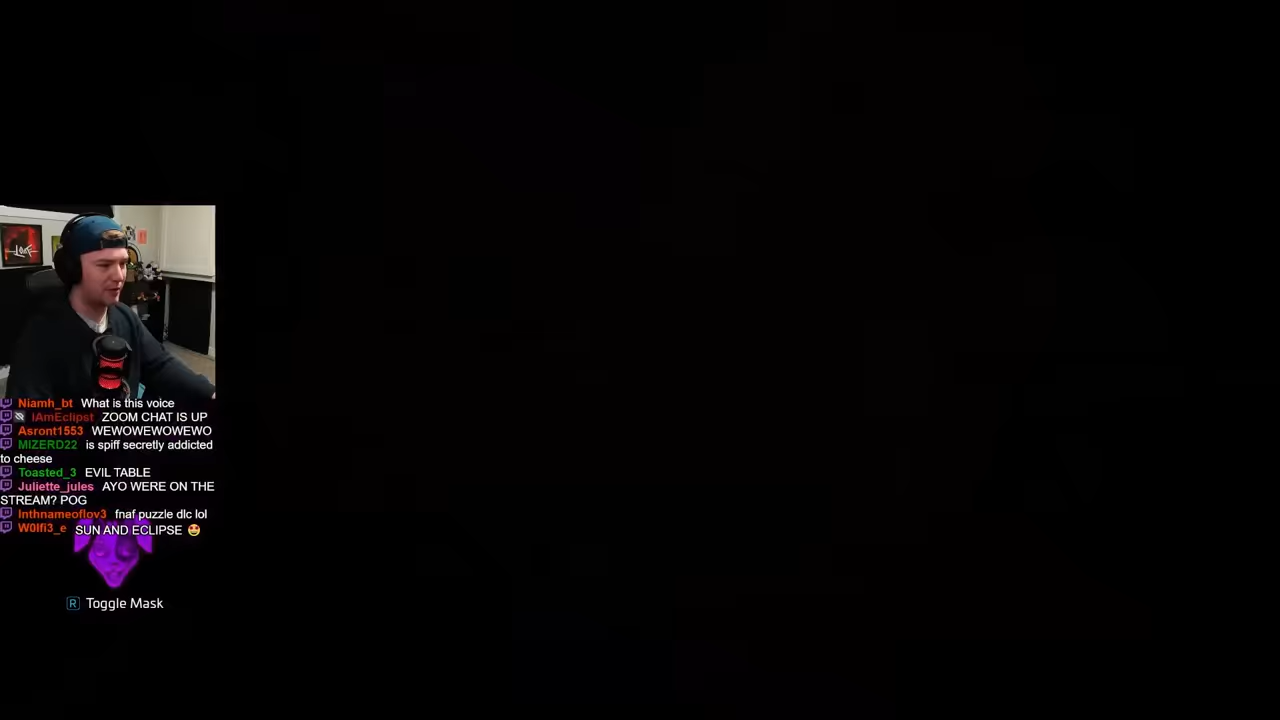 Niamh_bt What is this voice
IAmEclipst ZOOM CHAT IS UP
Asront1553 WEWOWEWOWEWO
MIZERD22 is spiff secretly addicted
to cheese
Toasted_3 EVIL TABLE
Juliette_jules AYO WERE ON THE
STREAM? POG
Inthnameoflov3 fnaf puzzle dlc lol
W0lfi3_e SUN AND ECLIPSE 🤩
R Toggle Mask